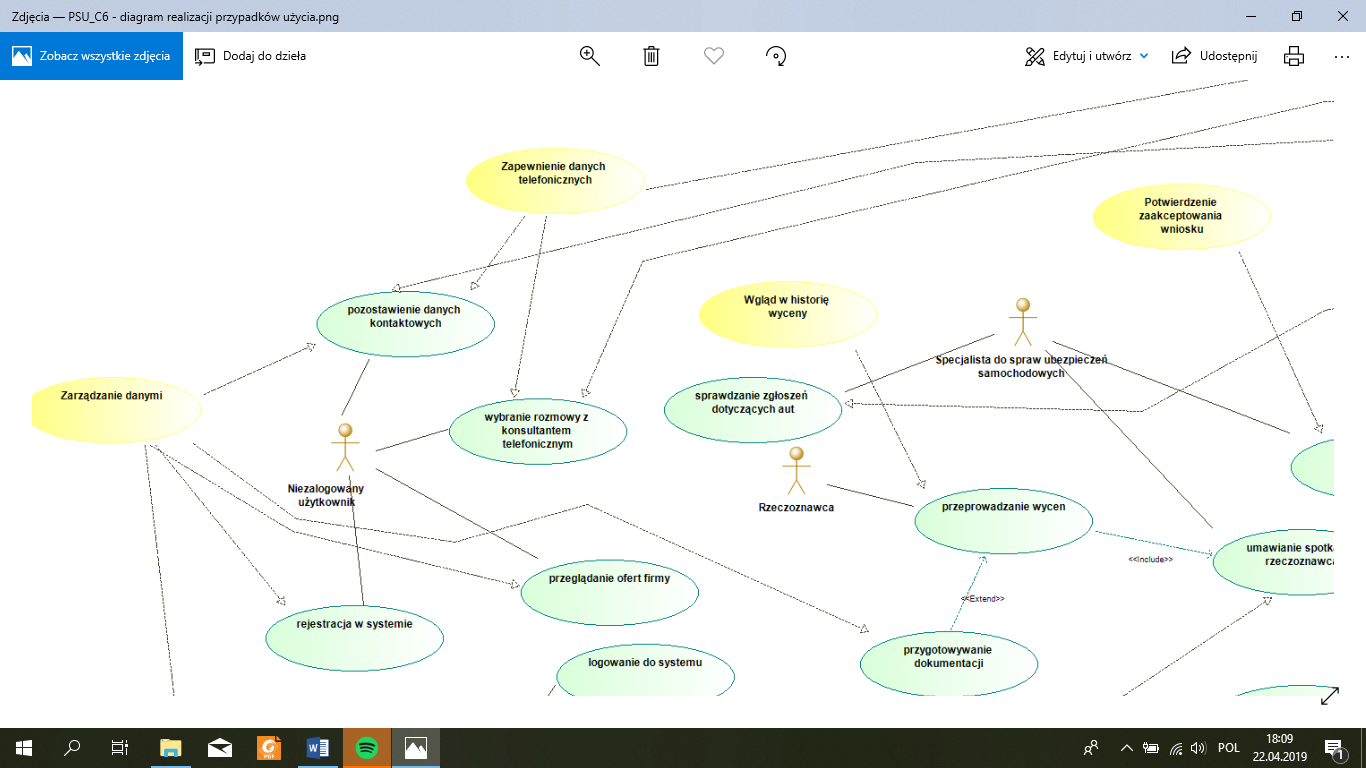 Zdjęcia — PSU_C6 - diagram realizacji przypadków użycia.png
Zobacz wszystkie zdjęcia
Dodaj do dzieła
Edytuj i utwórz
Udostępnij
Zapewnienie danych
telefonicznych
Potwierdzenie
zaakceptowania
wniosku
pozostawienie danych
kontaktowych
Wgląd w historię
wyceny
Specjalista do spraw ubezpieczeń
samochodowych
Zarządzanie danymi
wybranie rozmowy z
konsultantem
telefonicznym
sprawdzanie zgłoszeń
dotyczących aut
Niezalogowany
użytkownik
Rzeczoznawca
przeprowadzanie wycen
<<Include>>
umawianie spotka
rzeczoznawca
przeglądanie ofert firmy
<<Extend>>
rejestracja w systemie
logowanie do systemu
przygotowywanie
dokumentacji
PDF
POL
18:09
22.04.2019
1